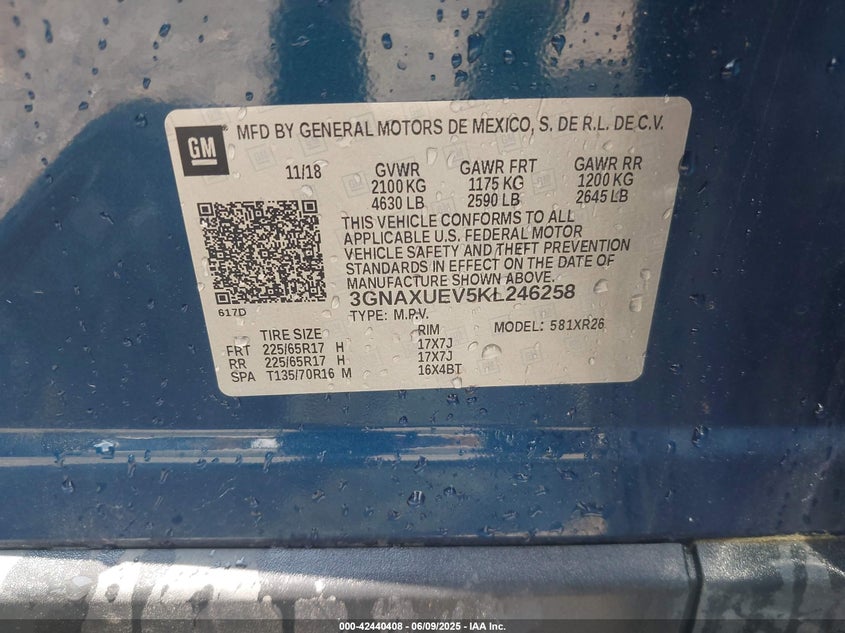 GM ® MFD BY GENERAL MOTORS DE MEXICO, S. DE R.L. DE C.V.
11/18 GVWR GAWR FRT GAWR RR
2100 KG 1175 KG 1200 KG
4630 LB 2590 LB 2645 LB
THIS VEHICLE CONFORMS TO ALL
APPLICABLE U.S. FEDERAL MOTOR
VEHICLE SAFETY AND THEFT PREVENTION
STANDARDS IN EFFECT ON THE DATE OF
MANUFACTURE SHOWN ABOVE.
3GNAXUEV5KL246258
617D
TYPE: M.P.V. MODEL: 581XR26
TIRE SIZE RIM
FRT 225/65R17 H 17X7J
RR 225/65R17 H 17X7J
SPA T135/70R16 M 16X4BT
000-42440408 - 06/09/2025 - IAA Inc.